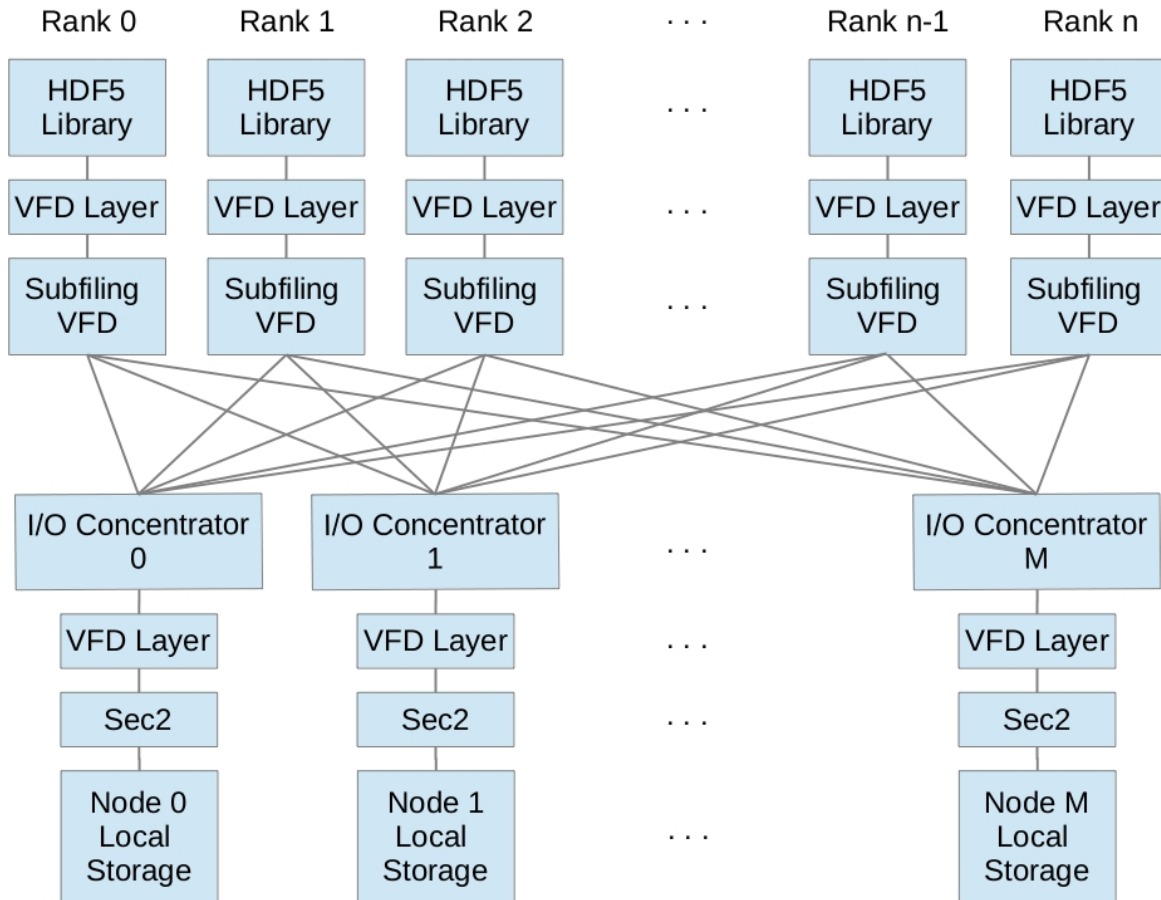 Rank 0 Rank 1 Rank 2 . . . Rank n-1 Rank n
HDF5 HDF5 HDF5 HDF5 HDF5
Library Library Library . . . Library Library
VFD Layer VFD Layer VFD Layer . . . VFD Layer VFD Layer
Subfiling Subfiling Subfiling Subfiling Subfiling
VFD VFD VFD . . . VFD VFD
I/O Concentrator I/O Concentrator I/O Concentrator
0 1 . . . M
VFD Layer VFD Layer . . . VFD Layer
Sec2 Sec2 . . . Sec2
Node 0 Node 1 Node M
Local Local . . . Local
Storage Storage Storage